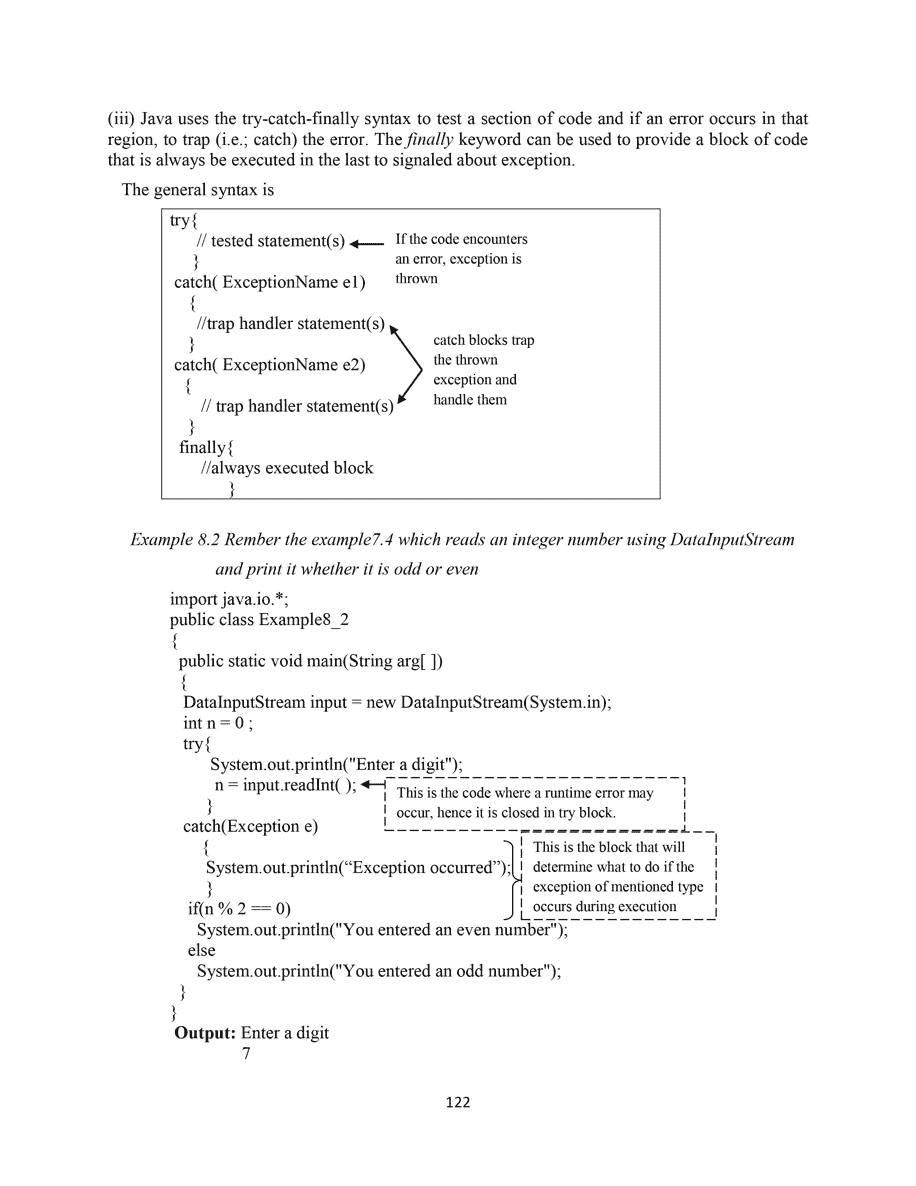 (iii) Java uses the try-catch-finally syntax to test a section of code and if an error occurs in that
region, to trap (i.e.; catch) the error. The finally keyword can be used to provide a block of code
that is always be executed in the last to signaled about exception.
The general syntax is
try{
// tested statement(s)
If the code encounters
an error, exception is
thrown
}
catch( ExceptionName e1)
{
//trap handler statement(s)
}
catch blocks trap
the thrown
exception and
handle them
catch( ExceptionName e2)
{
// trap handler statement(s)
}
finally{
//always executed block
}
Example 8.2 Rember the example7.4 which reads an integer number using DataInputStream
and print it whether it is odd or even
import java.io.*;
public class Example8_2
{
public static void main(String arg[ ])
{
DataInputStream input = new DataInputStream(System.in);
int n = 0 ;
try{
System.out.println("Enter a digit");
n = input.readInt( );
This is the code where a runtime error may
occur, hence it is closed in try block.
}
catch(Exception e)
{
System.out.println(“Exception occurred”);
}
This is the block that will
determine what to do if the
exception of mentioned type
occurs during execution
if(n % 2 == 0)
System.out.println("You entered an even number");
else
System.out.println("You entered an odd number");
}
}
Output: Enter a digit
7
122